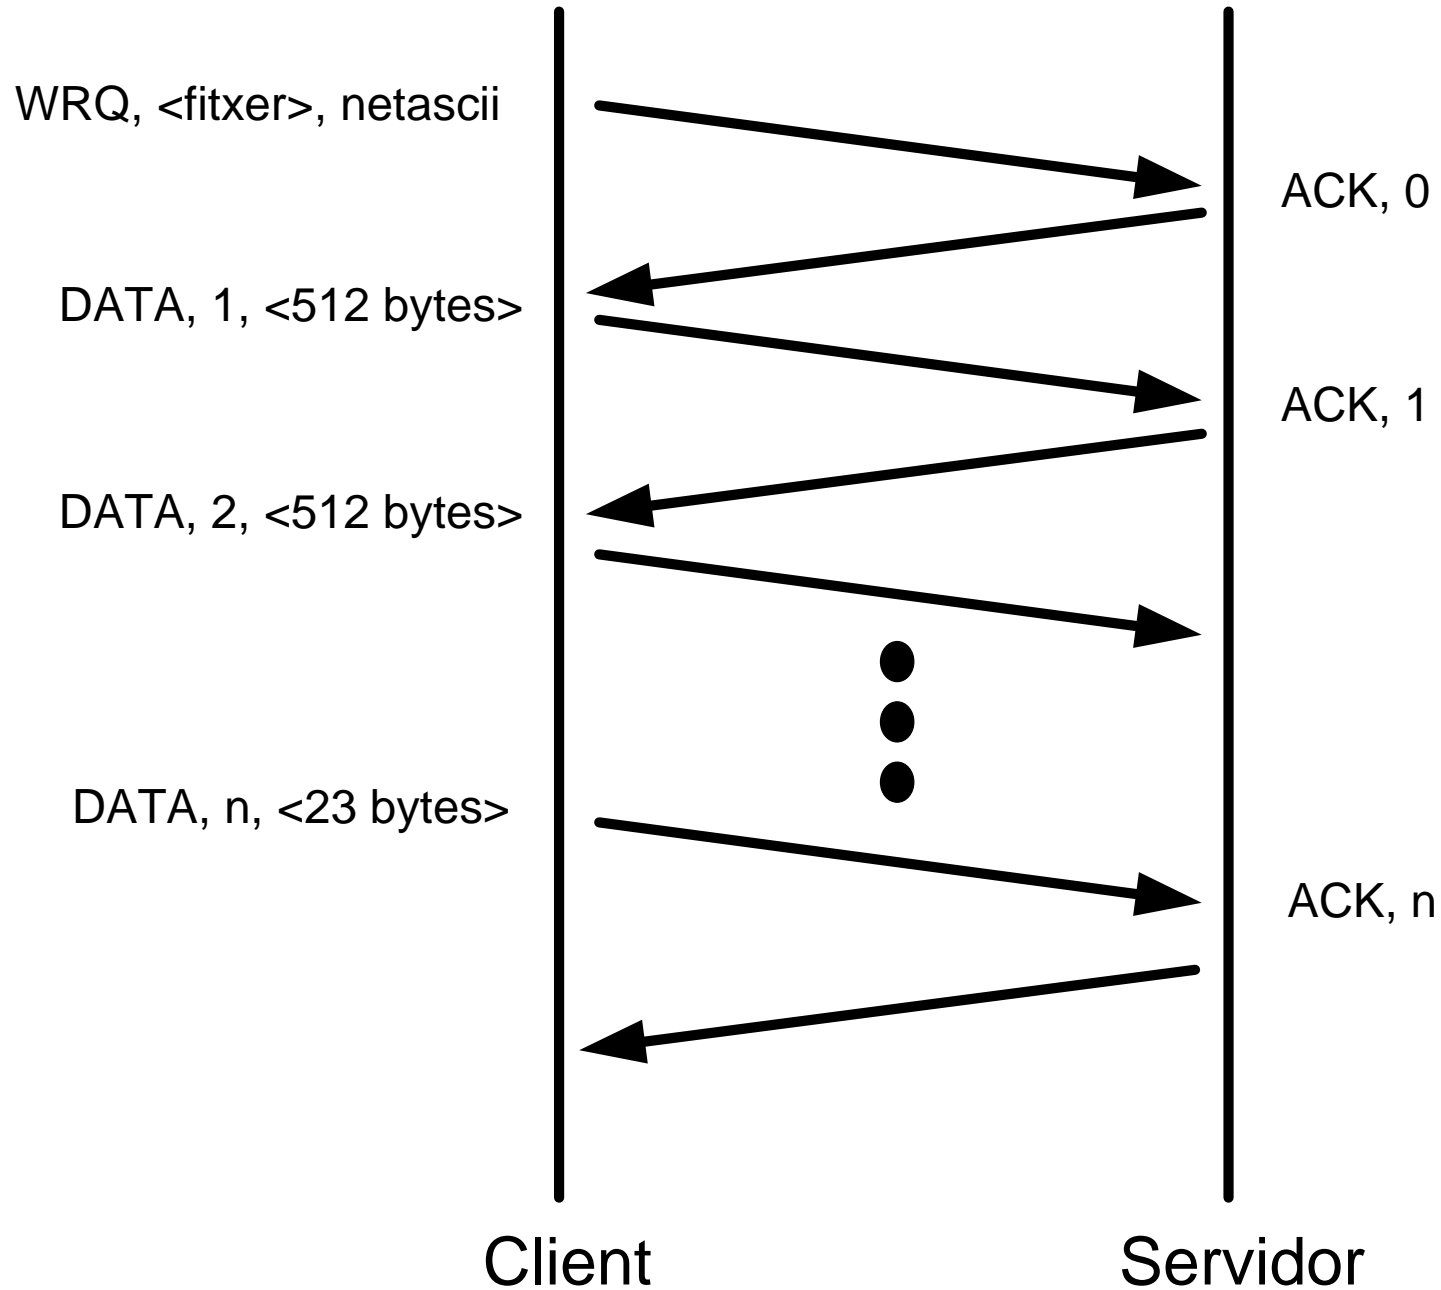 WRQ, <fitxer>, netascii
ACK, 0
DATA, 1, <512 bytes>
ACK, 1
DATA, 2, <512 bytes>
DATA, n, <23 bytes>
ACK, n
Client
Servidor